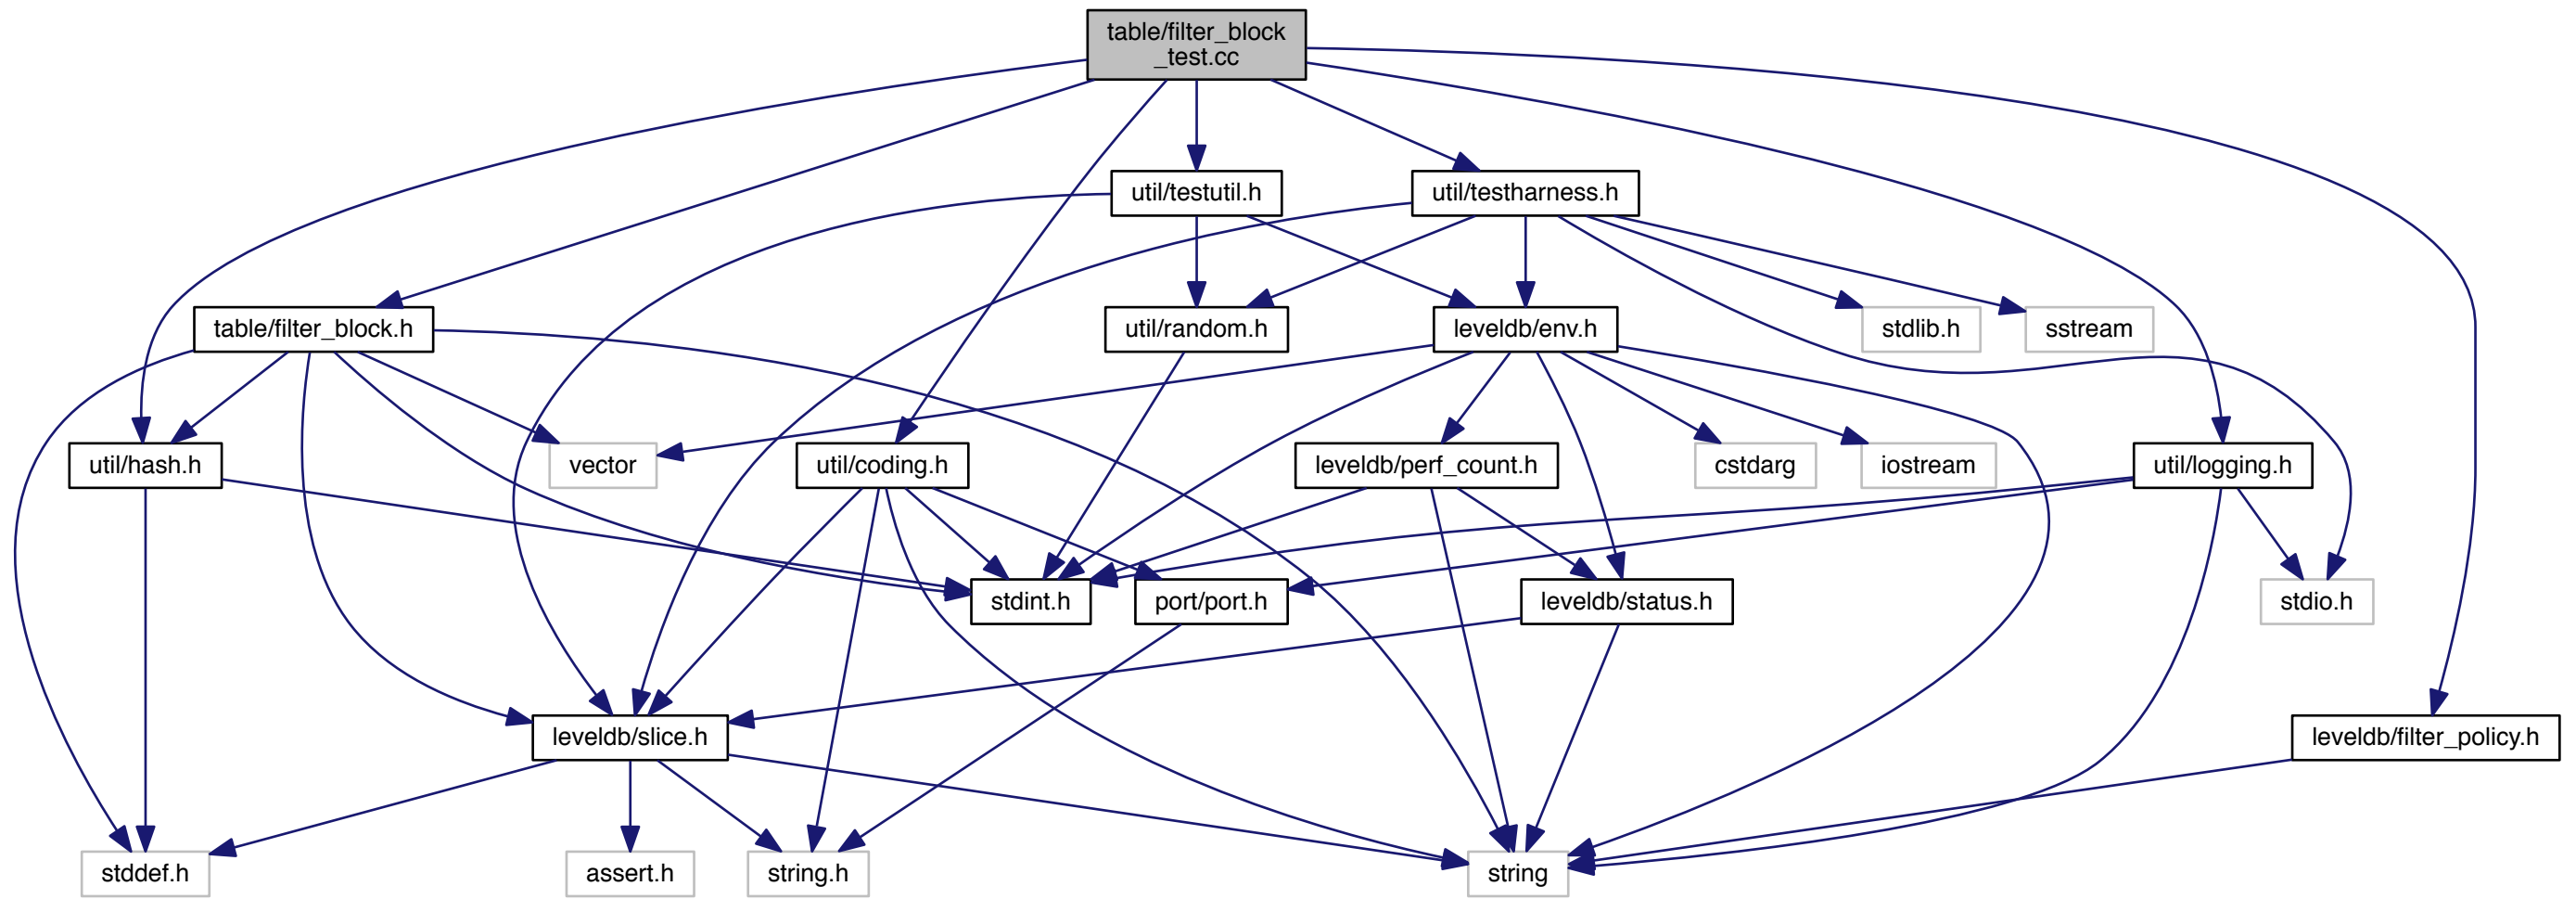 table/filter_block
_test.cc
util/testutil.h
util/testharness.h
table/filter_block.h
util/random.h
leveldb/env.h
stdlib.h
sstream
util/hash.h
vector
util/coding.h
leveldb/perf_count.h
cstdarg
iostream
util/logging.h
stdint.h
port/port.h
leveldb/status.h
stdio.h
leveldb/slice.h
leveldb/filter_policy.h
stddef.h
assert.h
string.h
string